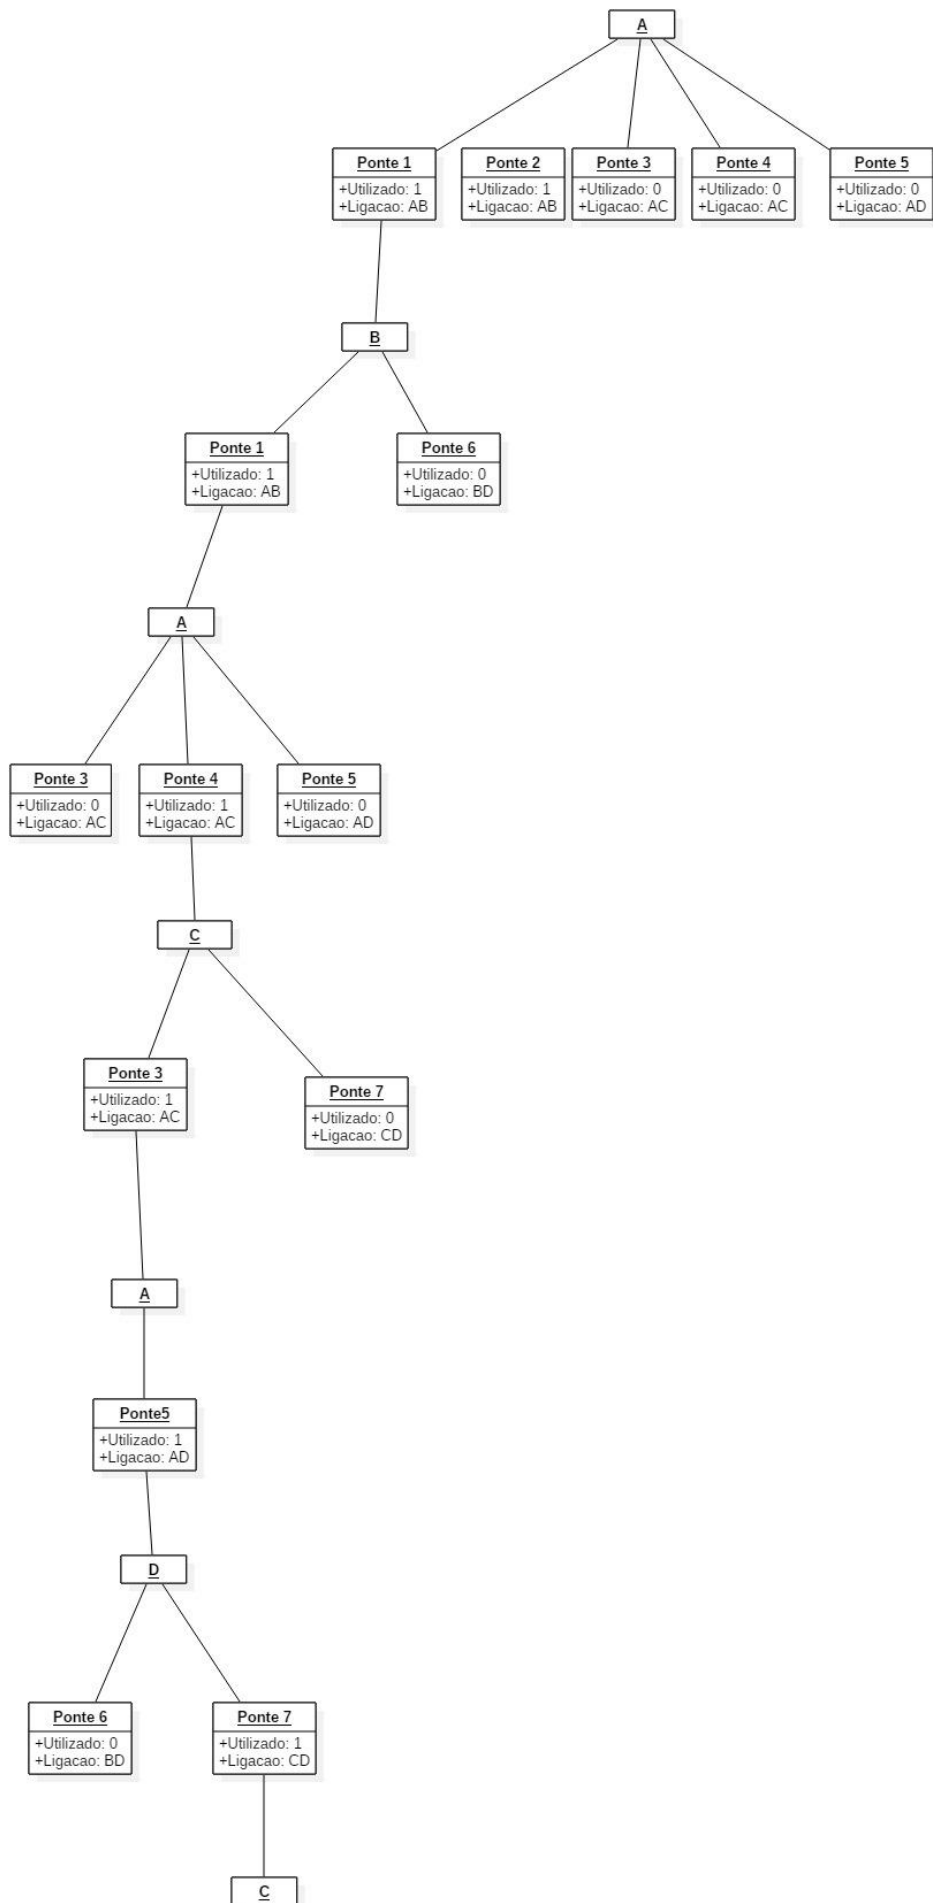 A
Ponte 1
+Utilizado: 1
+Ligacao: AB
Ponte 2
+Utilizado: 1
+Ligacao: AB
Ponte 3
+Utilizado: 0
+Ligacao: AC
Ponte 4
+Utilizado: 0
+Ligacao: AC
Ponte 5
+Utilizado: 0
+Ligacao: AD
B
Ponte 1
+Utilizado: 1
+Ligacao: AB
Ponte 6
+Utilizado: 0
+Ligacao: BD
A
Ponte 3
+Utilizado: 0
+Ligacao: AC
Ponte 4
+Utilizado: 1
+Ligacao: AC
Ponte 5
+Utilizado: 0
+Ligacao: AD
C
Ponte 3
+Utilizado: 1
+Ligacao: AC
Ponte 7
+Utilizado: 0
+Ligacao: CD
A
Ponte5
+Utilizado: 1
+Ligacao: AD
D
Ponte 6
+Utilizado: 0
+Ligacao: BD
Ponte 7
+Utilizado: 1
+Ligacao: CD
C